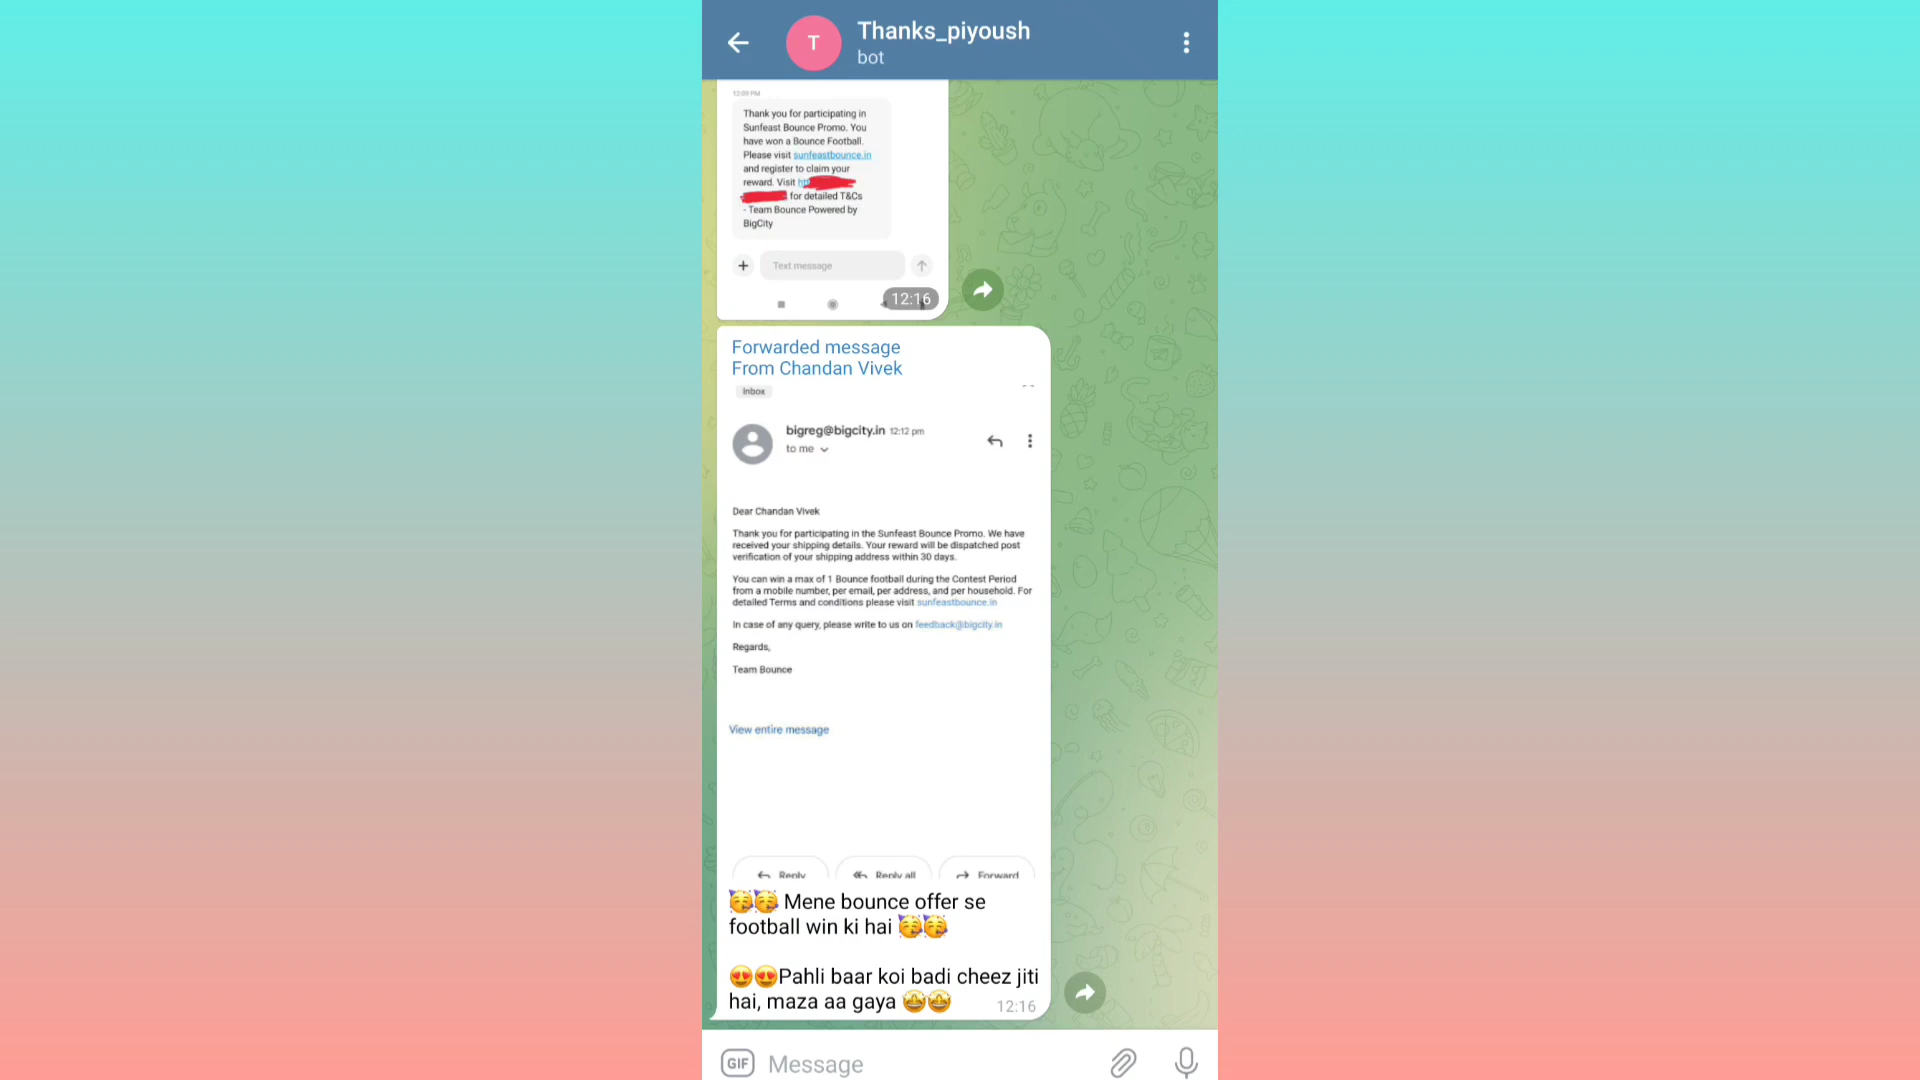 T
Thanks_piyoush
bot
12:09 PM
Thank you for participating in
Sunfeast Bounce Promo. You
have won a Bounce Football.
Please visit sunfeastbounce.in
and register to claim your
reward. Visit
for detailed T&Cs
- Team Bounce Powered by
BigCity
Text message
12:16
Forwarded message
From Chandan Vivek
Inbox
bigreg@bigcity.in 12:12 pm
to me
Dear Chandan Vivek
Thank you for participating in the Sunfeast Bounce Promo. We have
received your shipping details. Your reward will be dispatched post
verification of your shipping address within 30 days.
You can win a max of 1 Bounce football during the Contest Period
from a mobile number, per email, per address, and per household. For
detailed Terms and conditions please visit sunfeastbounce.in
In case of any query, please write to us on feedback@bigcity.in
Regards,
Team Bounce
View entire message
Reply Reply all Forward
🥳🥳 Mene bounce offer se
football win ki hai 🥳🥳
😍😍Pahli baar koi badi cheez jiti
hai, maza aa gaya 🤩🤩
12:16
GIF Message